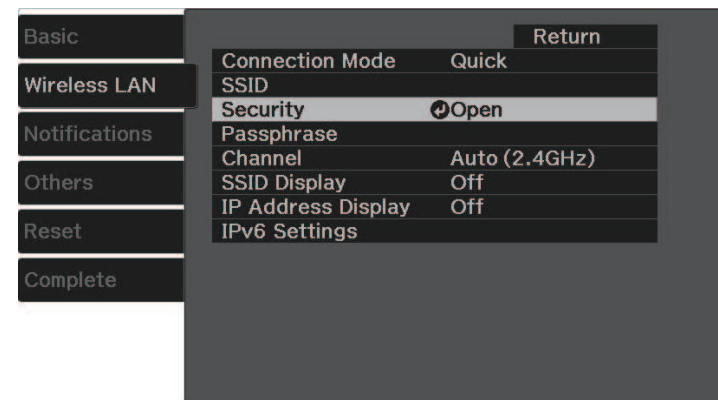 Basic
Wireless LAN
Notifications
Others
Reset
Complete
Return
Connection Mode Quick
SSID
Security Open
Passphrase
Channel Auto (2.4GHz)
SSID Display Off
IP Address Display Off
IPv6 Settings